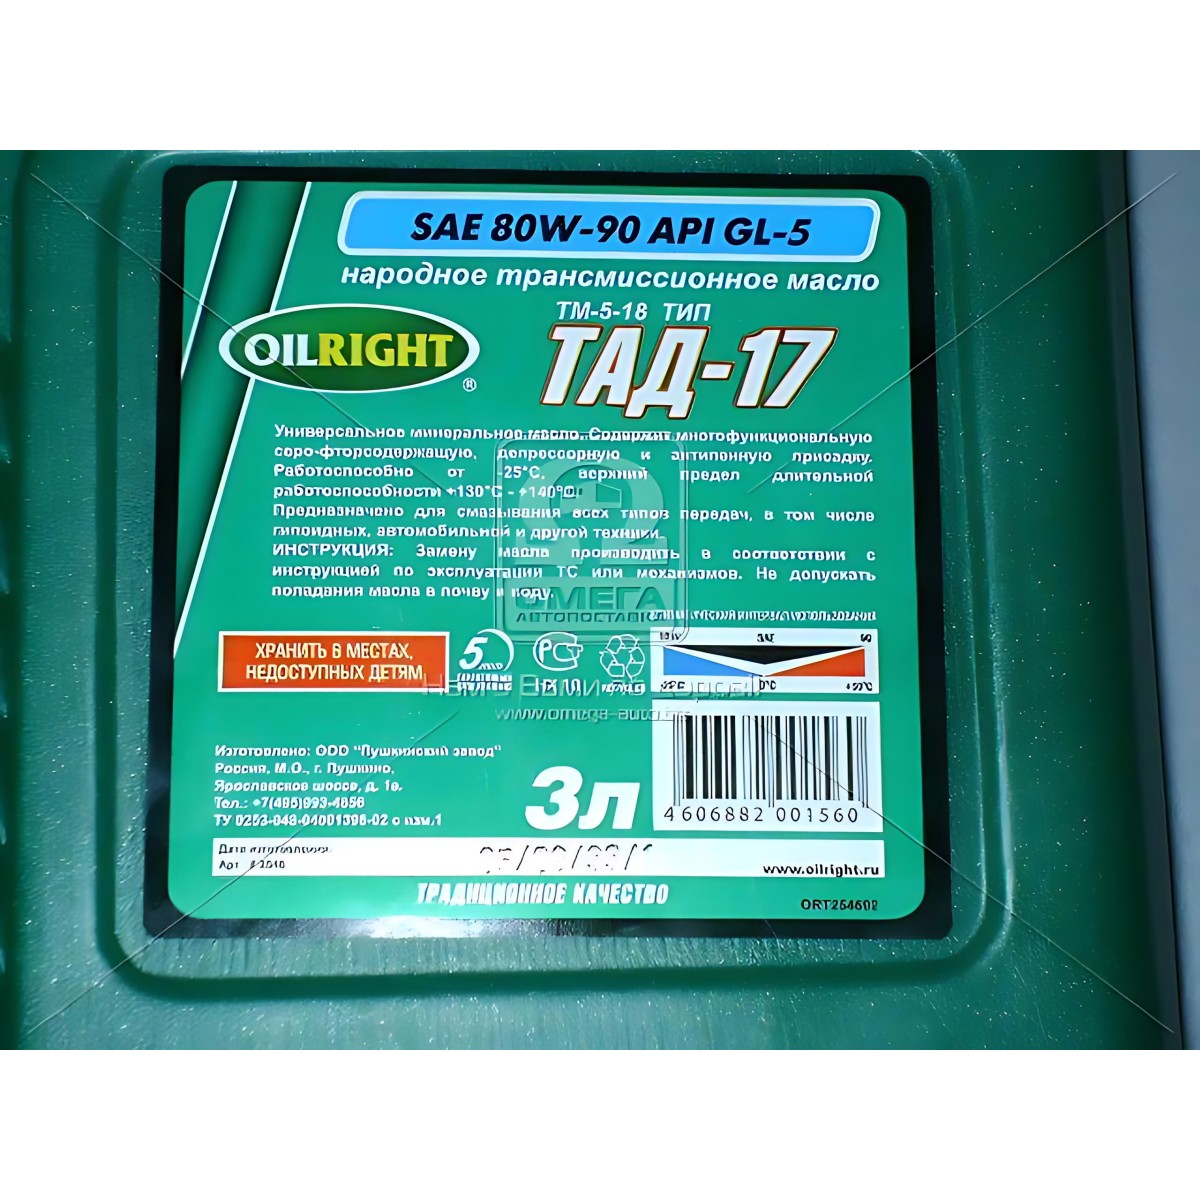 SAE 80W-90 API GL-5
народное трансмиссионное масло
ТМ-5-18 ТИП
OILRIGHT ®
ТАД-17
Универсальное минеральное масло. Содержит многофункциональную
серо-фторсодержащую, депрессорную и антипенную присадку.
Работоспособно от -25°C, верхний предел длительной
работоспособности +130°C - +140°C.
Предназначено для смазывания всех типов передач, в том числе
гипоидных, автомобильной и другой техники.
ИНСТРУКЦИЯ: Замену масла производить в соответствии с
инструкцией по эксплуатации ТС или механизмов. Не допускать
попадания масла в почву и воду.
ОМЕГА
АВТОПОСТАВКА
ХРАНИТЬ В МЕСТАХ,
НЕДОСТУПНЫХ ДЕТЯМ
5
РСТ
0°C
www.omega-auto.biz
Изготовлено: ООО "Пушкинский завод"
Россия, М.О., г. Пушкино,
Ярославское шоссе, д. 1в.
Тел.: +7(495)993-4656
3л
4 606882 001560
www.oilright.ru
ТРАДИЦИОННОЕ КАЧЕСТВО